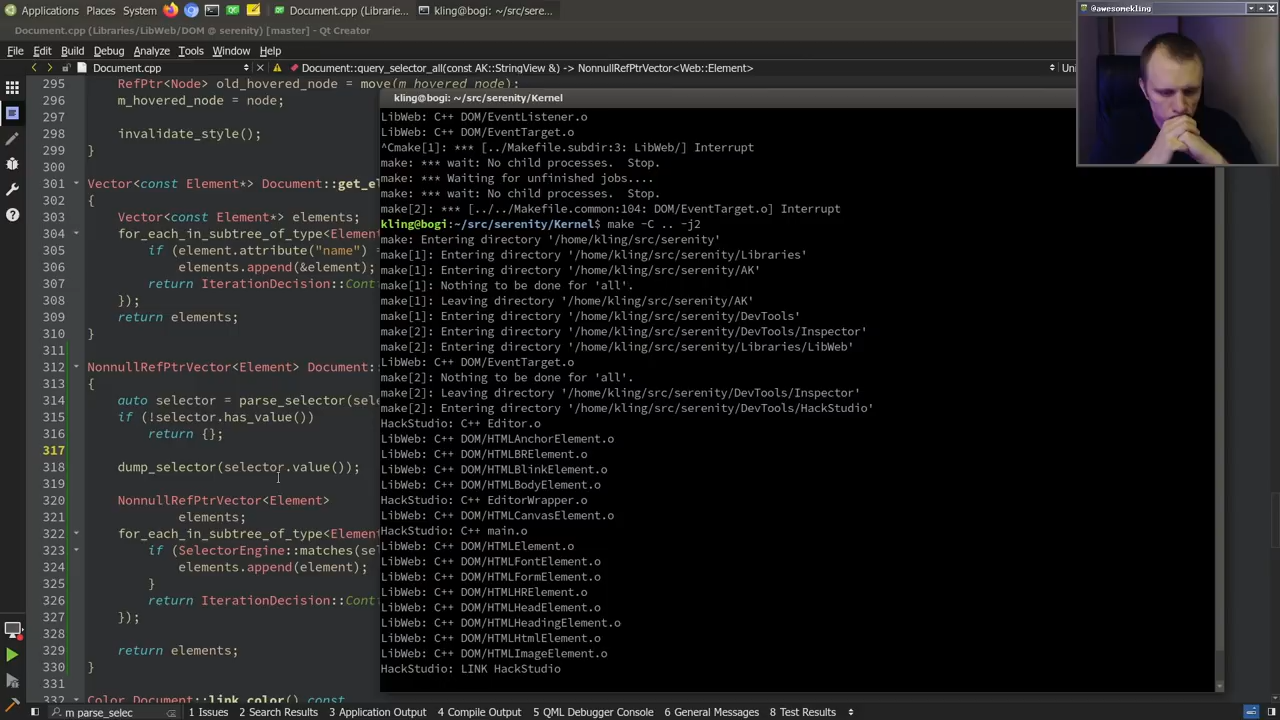 Applications Places System Document.cpp (Librarie... kling@bogi: ~/src/sere...
@awesomekling
Document.cpp (Libraries/LibWeb/DOM @ serenity) [master] - Qt Creator
File Edit Build Debug Analyze Tools Window Help
Document.cpp Document::query_selector_all(const AK::StringView &) -> NonnullRefPtrVector<Web::Element>
295 RefPtr<Node> old_hovered_node = move(m_hovered_node);
296 m_hovered_node = node;
297
298 invalidate_style();
299 }
300
301 Vector<const Element*> Document::get_el
302 {
303 Vector<const Element*> elements;
304 for_each_in_subtree_of_type<Element
305 if (element.attribute("name") =
306 elements.append(&element);
307 return IterationDecision::Conti
308 });
309 return elements;
310 }
311
312 NonnullRefPtrVector<Element> Document::
313 {
314 auto selector = parse_selector(sele
315 if (!selector.has_value())
316 return {};
317
318 dump_selector(selector.value());
319
320 NonnullRefPtrVector<Element>
321 elements;
322 for_each_in_subtree_of_type<Element
323 if (SelectorEngine::matches(sel
324 elements.append(element);
325 }
326 return IterationDecision::Conti
327 });
328
329 return elements;
330 }
331
332 Color Document::link_color() const
kling@bogi: ~/src/serenity/Kernel
LibWeb: C++ DOM/EventListener.o
LibWeb: C++ DOM/EventTarget.o
^Cmake[1]: *** [../Makefile.subdir:3: LibWeb/] Interrupt
make: *** wait: No child processes.  Stop.
make: *** Waiting for unfinished jobs....
make: *** wait: No child processes.  Stop.
make[2]: *** [../../Makefile.common:104: DOM/EventTarget.o] Interrupt
kling@bogi:~/src/serenity/Kernel$ make -C .. -j2
make: Entering directory '/home/kling/src/serenity'
make[1]: Entering directory '/home/kling/src/serenity/Libraries'
make[1]: Entering directory '/home/kling/src/serenity/AK'
make[1]: Nothing to be done for 'all'.
make[1]: Leaving directory '/home/kling/src/serenity/AK'
make[1]: Entering directory '/home/kling/src/serenity/DevTools'
make[2]: Entering directory '/home/kling/src/serenity/DevTools/Inspector'
make[2]: Entering directory '/home/kling/src/serenity/Libraries/LibWeb'
LibWeb: C++ DOM/EventTarget.o
make[2]: Nothing to be done for 'all'.
make[2]: Leaving directory '/home/kling/src/serenity/DevTools/Inspector'
make[2]: Entering directory '/home/kling/src/serenity/DevTools/HackStudio'
HackStudio: C++ Editor.o
LibWeb: C++ DOM/HTMLAnchorElement.o
LibWeb: C++ DOM/HTMLBRElement.o
LibWeb: C++ DOM/HTMLBlinkElement.o
LibWeb: C++ DOM/HTMLBodyElement.o
HackStudio: C++ EditorWrapper.o
LibWeb: C++ DOM/HTMLCanvasElement.o
HackStudio: C++ main.o
LibWeb: C++ DOM/HTMLElement.o
LibWeb: C++ DOM/HTMLFontElement.o
LibWeb: C++ DOM/HTMLFormElement.o
LibWeb: C++ DOM/HTMLHRElement.o
LibWeb: C++ DOM/HTMLHeadElement.o
LibWeb: C++ DOM/HTMLHeadingElement.o
LibWeb: C++ DOM/HTMLHtmlElement.o
LibWeb: C++ DOM/HTMLImageElement.o
HackStudio: LINK HackStudio
m parse_selec 1 Issues 2 Search Results 3 Application Output 4 Compile Output 5 QML Debugger Console 6 General Messages 8 Test Results